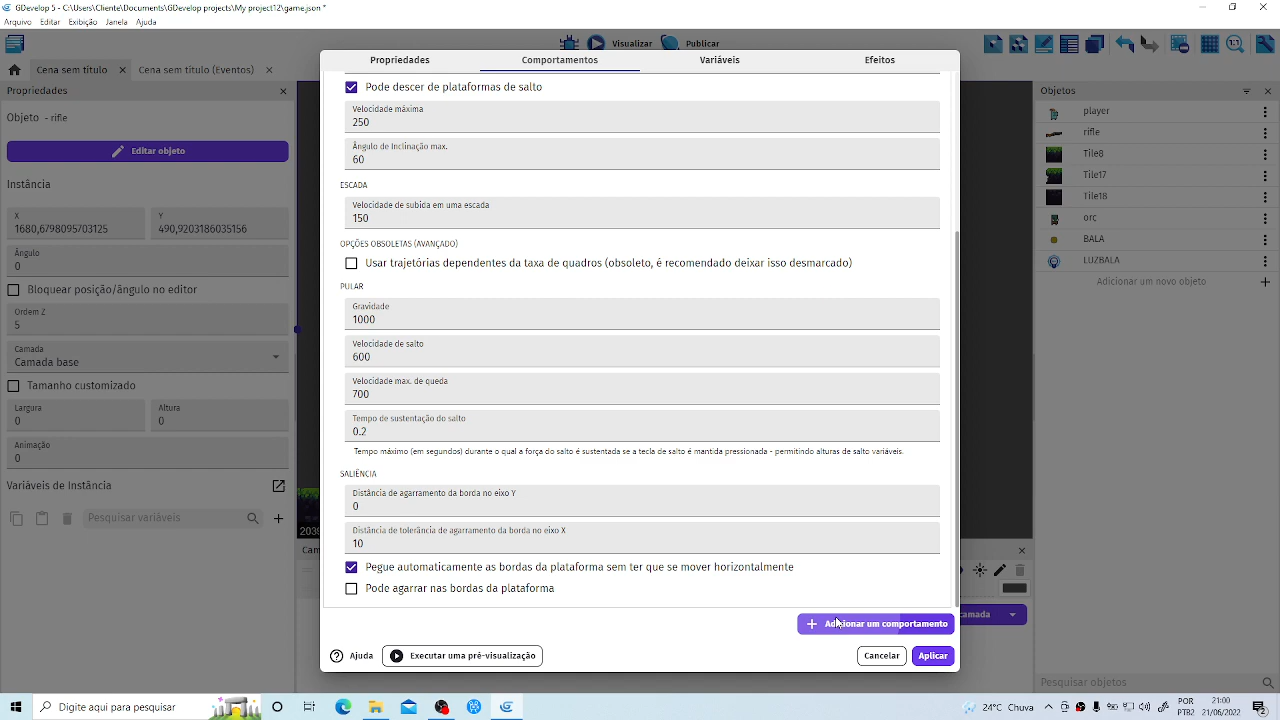 GDevelop 5 - C:\Users\Cliente\Documents\GDevelop projects\My project12\game.json *
Arquivo Editar Exibição Janela Ajuda
Visualizar Publicar
Cena sem título Cena sem título (Eventos)
Propriedades
Objeto - rifle
Editar objeto
Instância
X
1680,6798095703125
Y
490,9203186035156
Ângulo
0
Bloquear posição/ângulo no editor
Ordem Z
5
Camada
Camada base
Tamanho customizado
Largura
0
Altura
0
Animação
0
Variáveis de Instância
Pesquisar variáveis
2039
Cam
Propriedades Comportamentos Variáveis Efeitos
Pode descer de plataformas de salto
Velocidade máxima
250
Ângulo de Inclinação max.
60
ESCADA
Velocidade de subida em uma escada
150
OPÇÕES OBSOLETAS (AVANÇADO)
Usar trajetórias dependentes da taxa de quadros (obsoleto, é recomendado deixar isso desmarcado)
PULAR
Gravidade
1000
Velocidade de salto
600
Velocidade max. de queda
700
Tempo de sustentação do salto
0.2
Tempo máximo (em segundos) durante o qual a força do salto é sustentada se a tecla de salto é mantida pressionada - permitindo alturas de salto variáveis.
SALIÊNCIA
Distância de agarramento da borda no eixo Y
0
Distância de tolerância de agarramento da borda no eixo X
10
Pegue automaticamente as bordas da plataforma sem ter que se mover horizontalmente
Pode agarrar nas bordas da plataforma
Adicionar um comportamento
Ajuda Executar uma pré-visualização Cancelar Aplicar
Objetos
player
rifle
Tile8
Tile17
Tile18
orc
BALA
LUZBALA
Adicionar um novo objeto
camada
Pesquisar objetos
Digite aqui para pesquisar
24°C Chuva
POR
PTB2
21:00
21/06/2022
2